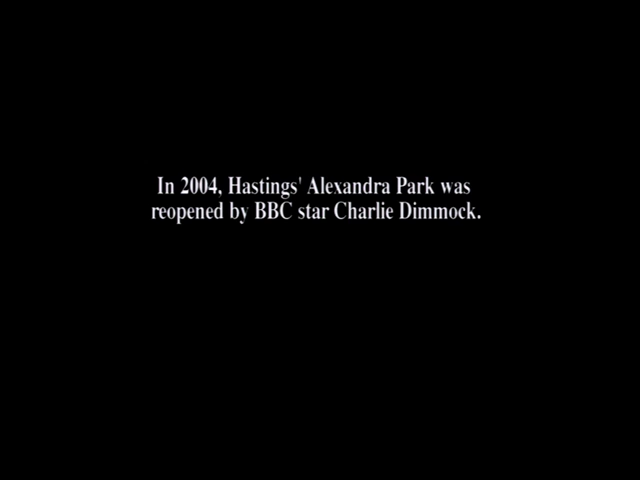 In 2004, Hastings' Alexandra Park was
reopened by BBC star Charlie Dimmock.